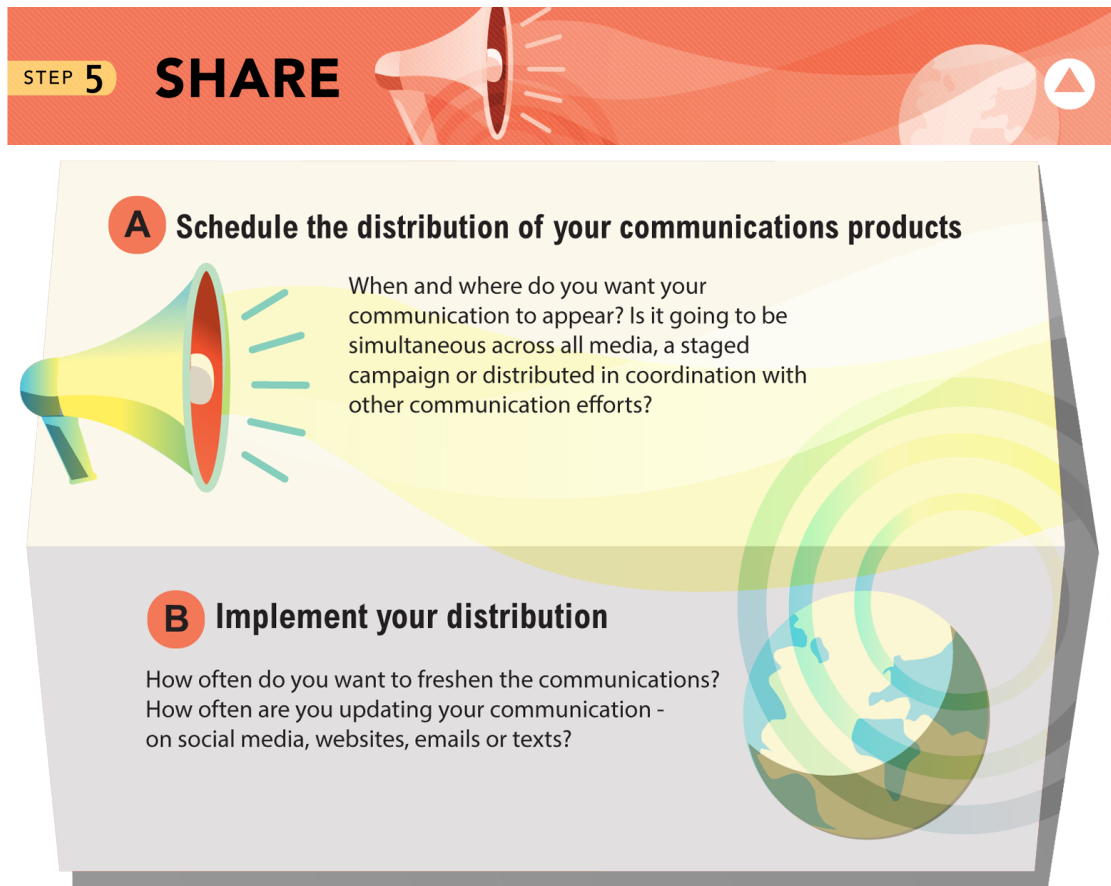 STEP 5 SHARE
A Schedule the distribution of your communications products
When and where do you want your
communication to appear? Is it going to be
simultaneous across all media, a staged
campaign or distributed in coordination with
other communication efforts?
B Implement your distribution
How often do you want to freshen the communications?
How often are you updating your communication -
on social media, websites, emails or texts?